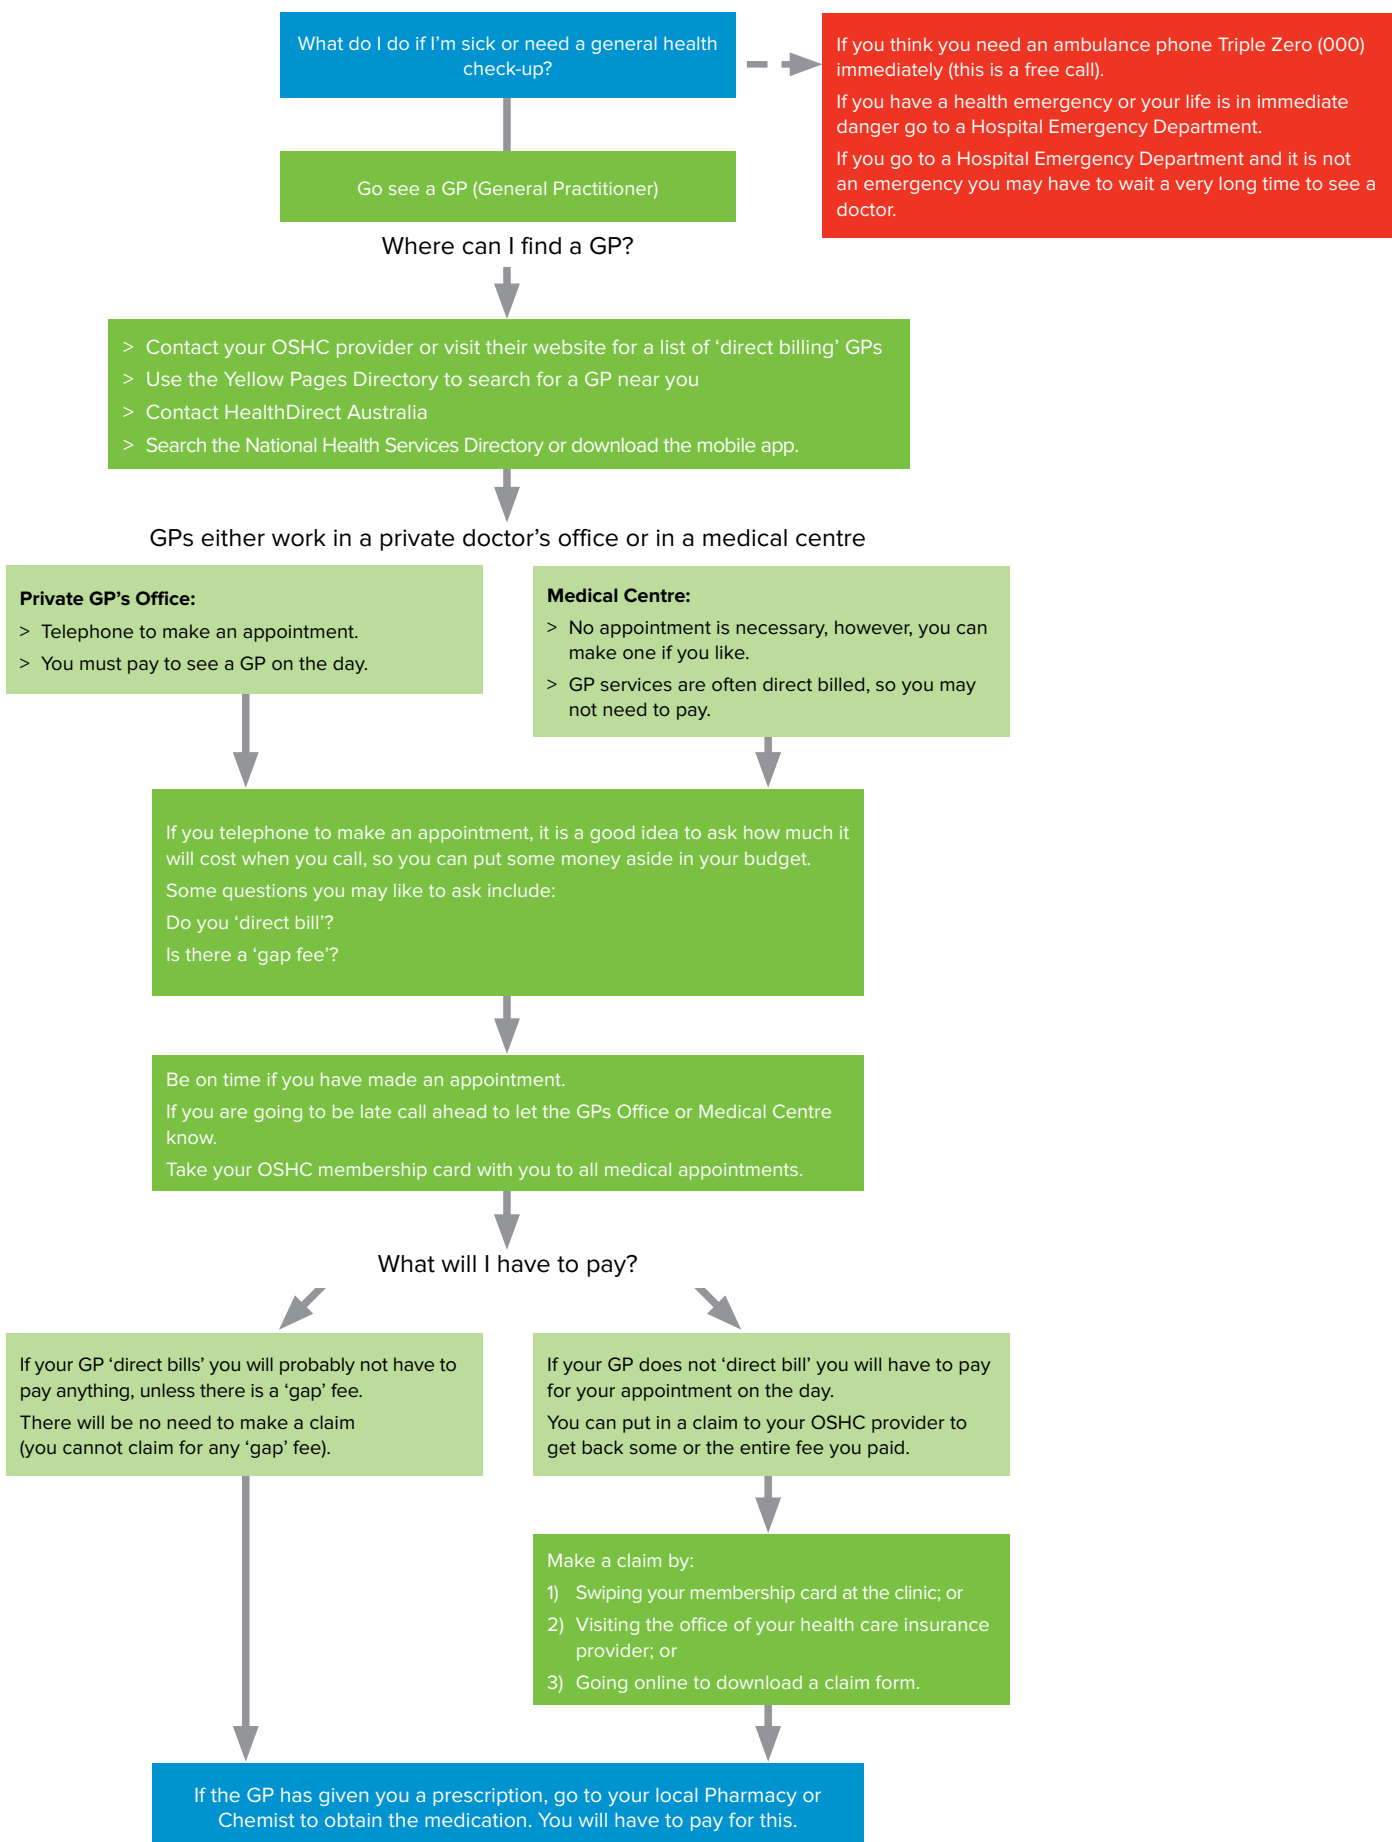 What do I do if I’m sick or need a general health
check-up?
If you think you need an ambulance phone Triple Zero (000)
immediately (this is a free call).
If you have a health emergency or your life is in immediate
danger go to a Hospital Emergency Department.
If you go to a Hospital Emergency Department and it is not
an emergency you may have to wait a very long time to see a
doctor.
Go see a GP (General Practitioner)
Where can I find a GP?
> Contact your OSHC provider or visit their website for a list of ‘direct billing’ GPs
> Use the Yellow Pages Directory to search for a GP near you
> Contact HealthDirect Australia
> Search the National Health Services Directory or download the mobile app.
GPs either work in a private doctor’s office or in a medical centre
Private GP’s Office:
> Telephone to make an appointment.
> You must pay to see a GP on the day.
Medical Centre:
> No appointment is necessary, however, you can
make one if you like.
> GP services are often direct billed, so you may
not need to pay.
If you telephone to make an appointment, it is a good idea to ask how much it
will cost when you call, so you can put some money aside in your budget.
Some questions you may like to ask include:
Do you ‘direct bill’?
Is there a ‘gap fee’?
Be on time if you have made an appointment.
If you are going to be late call ahead to let the GPs Office or Medical Centre
know.
Take your OSHC membership card with you to all medical appointments.
What will I have to pay?
If your GP ‘direct bills’ you will probably not have to
pay anything, unless there is a ‘gap’ fee.
There will be no need to make a claim
(you cannot claim for any ‘gap’ fee).
If your GP does not ‘direct bill’ you will have to pay
for your appointment on the day.
You can put in a claim to your OSHC provider to
get back some or the entire fee you paid.
Make a claim by:
1) Swiping your membership card at the clinic; or
2) Visiting the office of your health care insurance
provider; or
3) Going online to download a claim form.
If the GP has given you a prescription, go to your local Pharmacy or
Chemist to obtain the medication. You will have to pay for this.